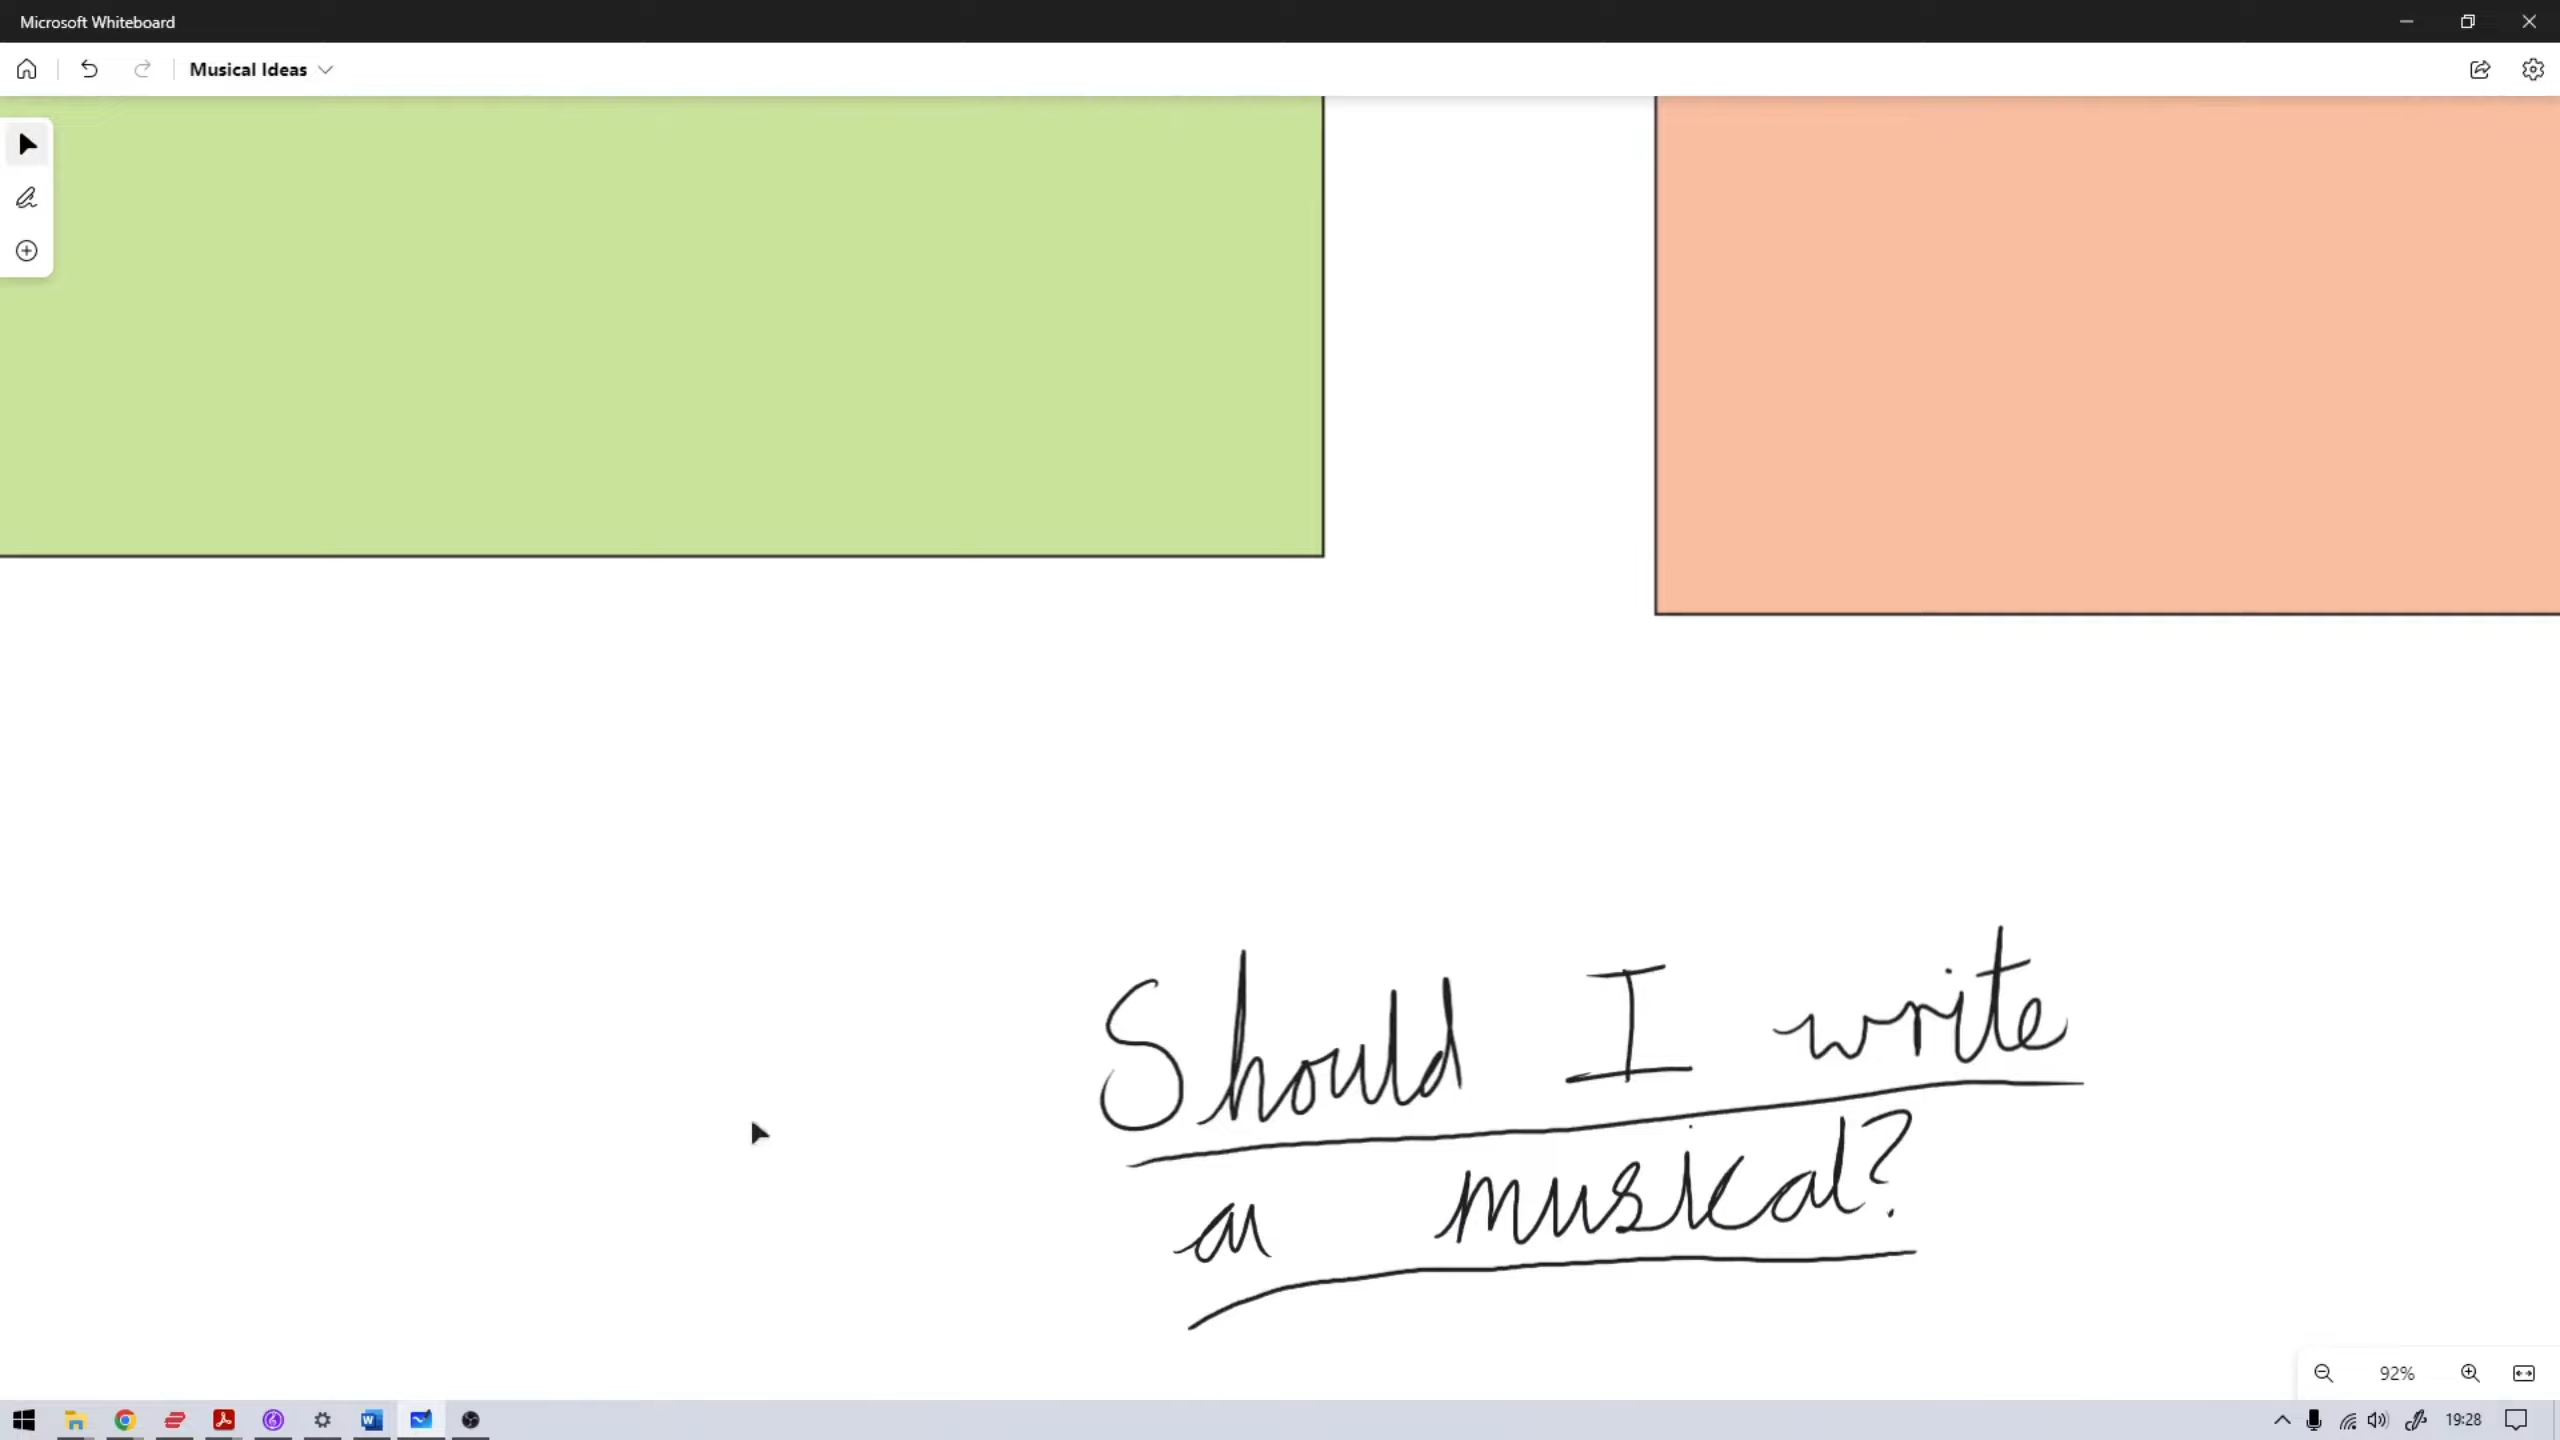 Microsoft Whiteboard
Musical Ideas
Should I write
a musical?
92%
19:28